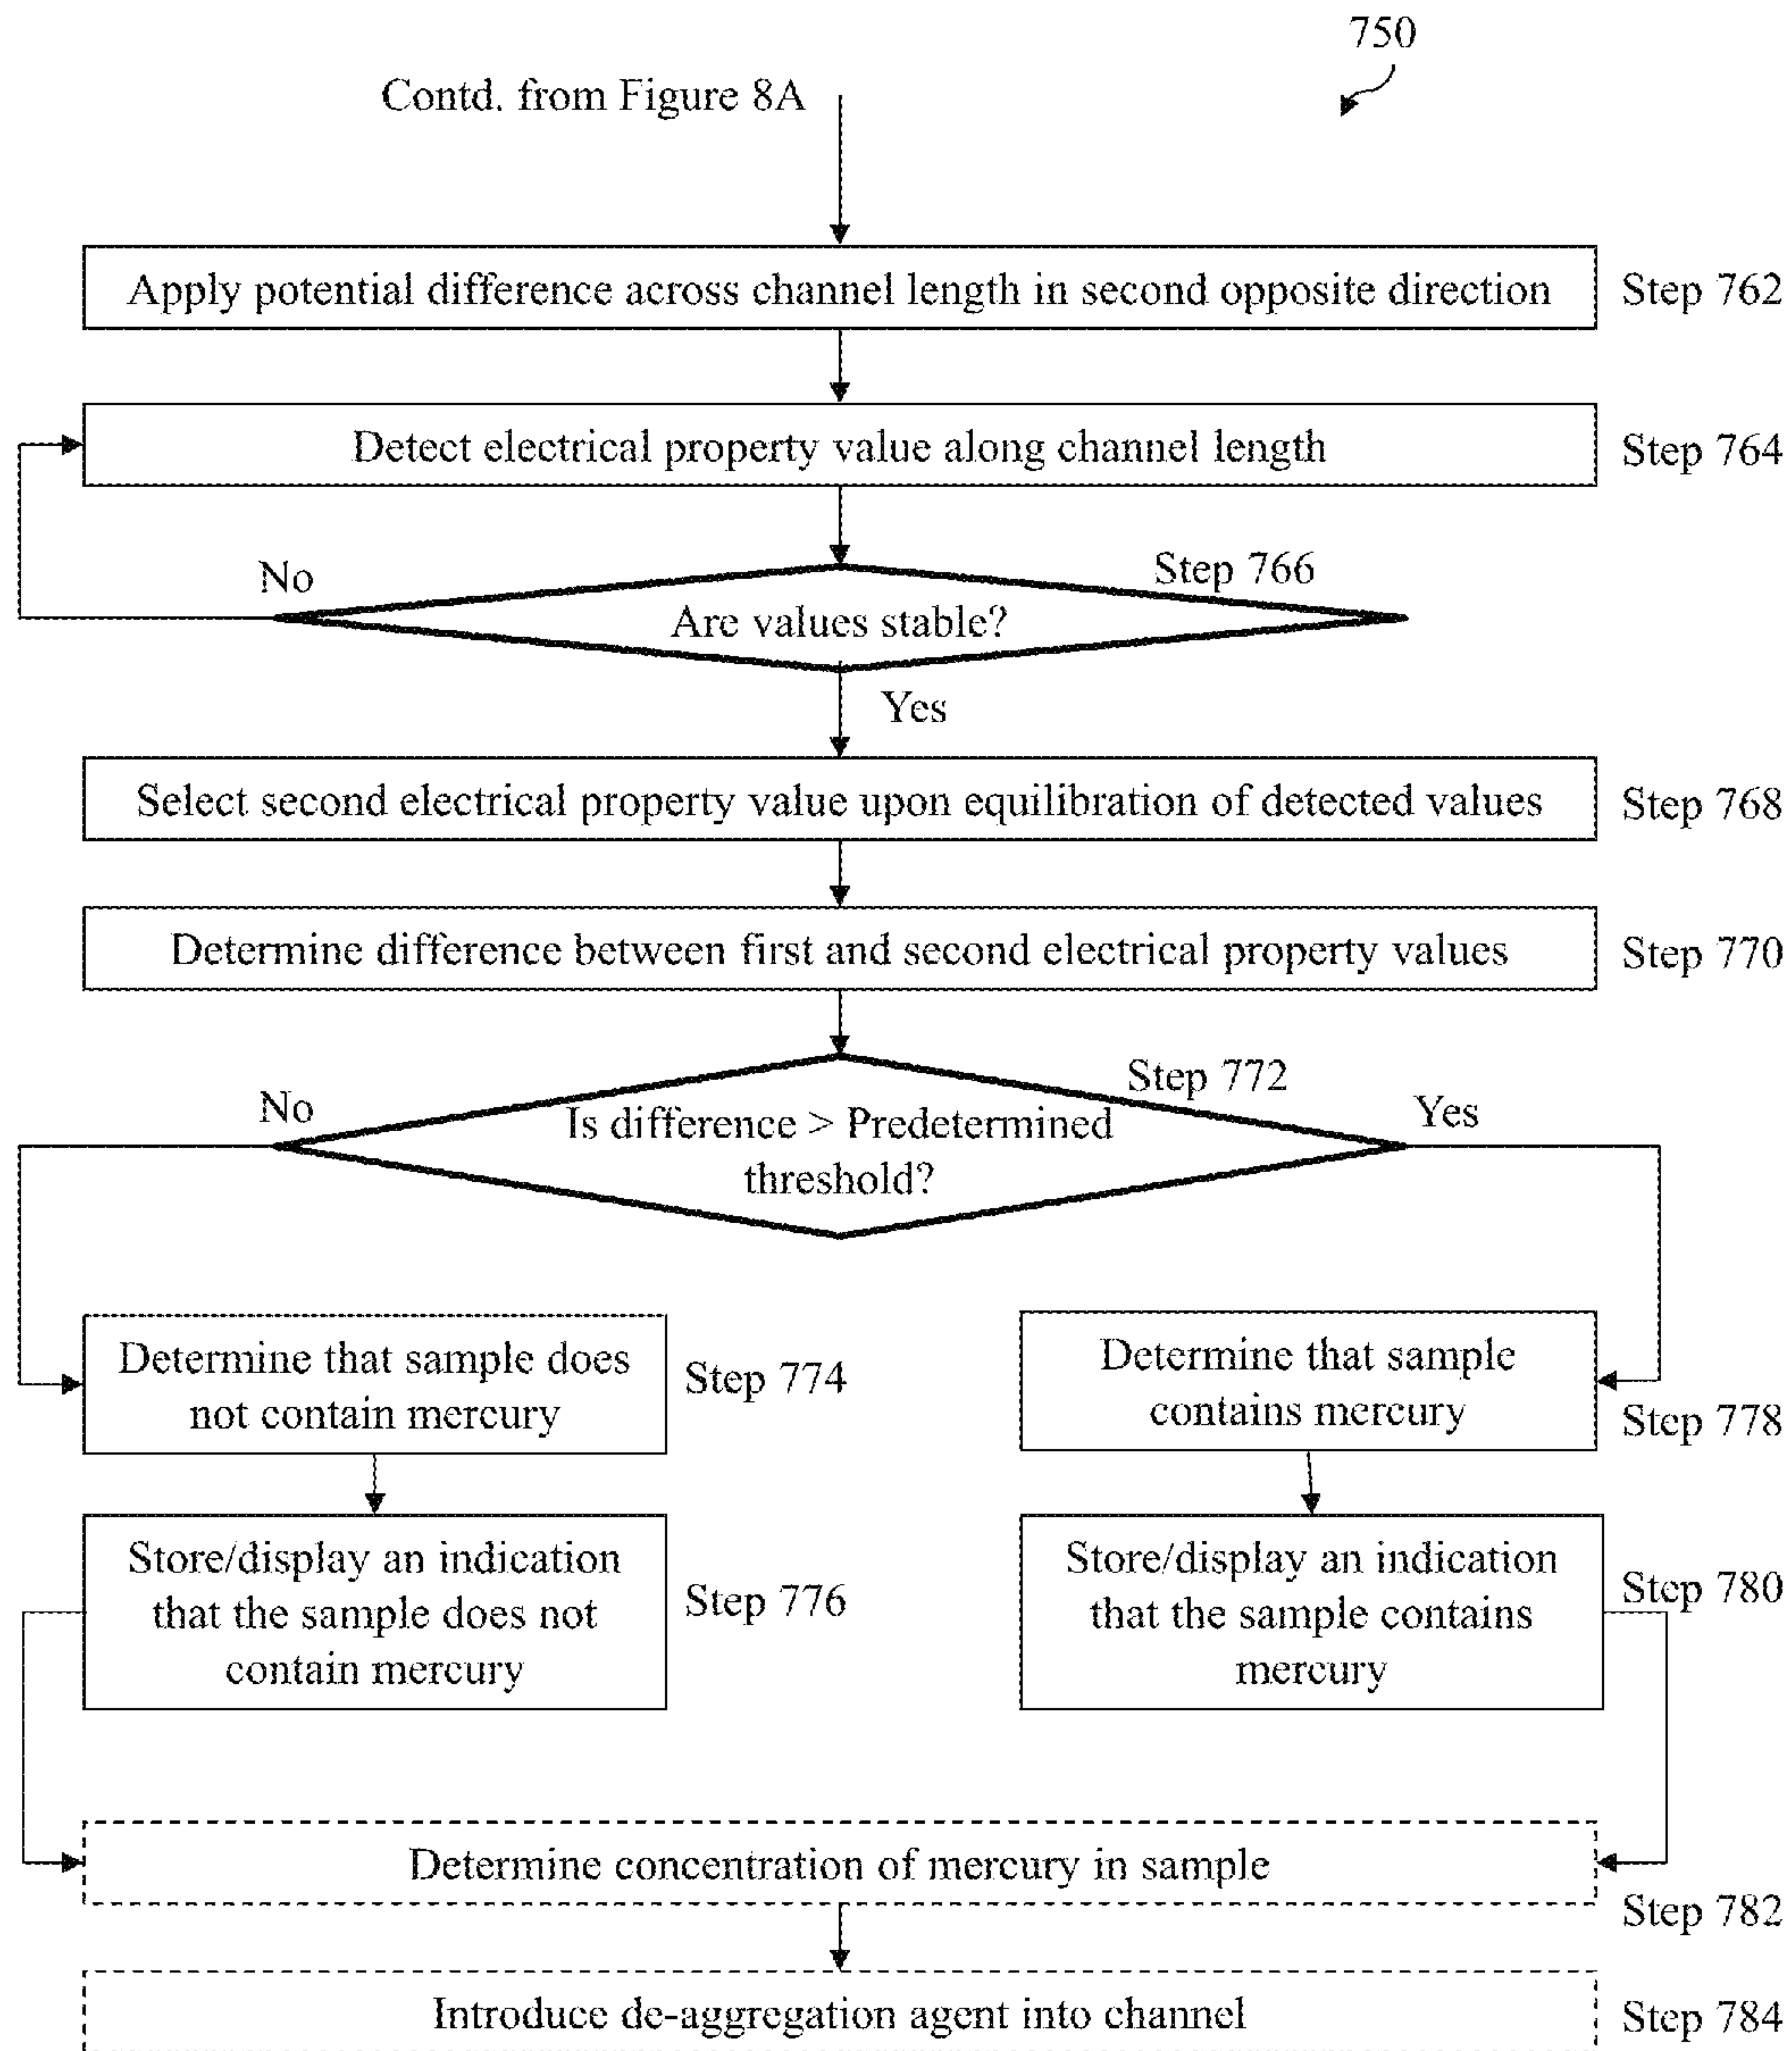 750
Contd. from Figure 8A
Apply potential difference across channel length in second opposite direction
Step 762
Detect electrical property value along channel length
Step 764
No
Step 766
Are values stable?
Yes
Select second electrical property value upon equilibration of detected values
Step 768
Determine difference between first and second electrical property values
Step 770
No
Step 772
Yes
Is difference > Predetermined
threshold?
Determine that sample does
not contain mercury
Step 774
Determine that sample
contains mercury
Step 778
Store/display an indication
that the sample does not
contain mercury
Step 776
Store/display an indication
that the sample contains
mercury
Step 780
Determine concentration of mercury in sample
Step 782
Introduce de-aggregation agent into channel
Step 784